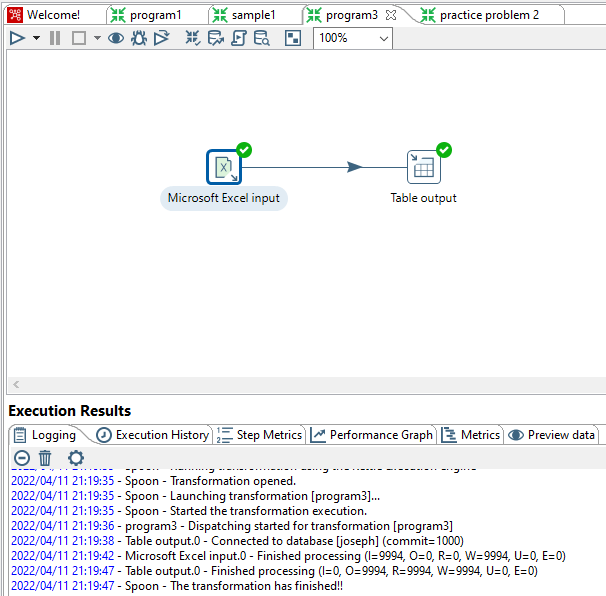 Welcome! program1 sample1 program3 practice problem 2
100%
Microsoft Excel input Table output
Execution Results
Logging Execution History Step Metrics Performance Graph Metrics Preview data
2022/04/11 21:19:35 - Spoon - Transformation opened.
2022/04/11 21:19:35 - Spoon - Launching transformation [program3]...
2022/04/11 21:19:35 - Spoon - Started the transformation execution.
2022/04/11 21:19:36 - program3 - Dispatching started for transformation [program3]
2022/04/11 21:19:38 - Table output.0 - Connected to database [joseph] (commit=1000)
2022/04/11 21:19:42 - Microsoft Excel input.0 - Finished processing (I=9994, O=0, R=0, W=9994, U=0, E=0)
2022/04/11 21:19:47 - Table output.0 - Finished processing (I=0, O=9994, R=9994, W=9994, U=0, E=0)
2022/04/11 21:19:47 - Spoon - The transformation has finished!!